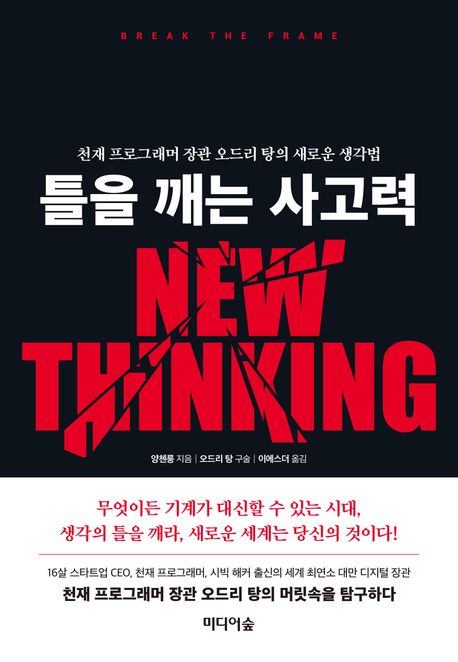 BREAK THE FRAME
천재 프로그래머 장관 오드리 탕의 새로운 생각법
틀을 깨는 사고력
NEW
THINKING
양첸룽 지음 | 오드리 탕 구술 | 이에스더 옮김
무엇이든 기계가 대신할 수 있는 시대,
생각의 틀을 깨라, 새로운 세계는 당신의 것이다!
16살 스타트업 CEO, 천재 프로그래머, 시빅 해커 출신의 세계 최연소 대만 디지털 장관
천재 프로그래머 장관 오드리 탕의 머릿속을 탐구하다
미디어숲